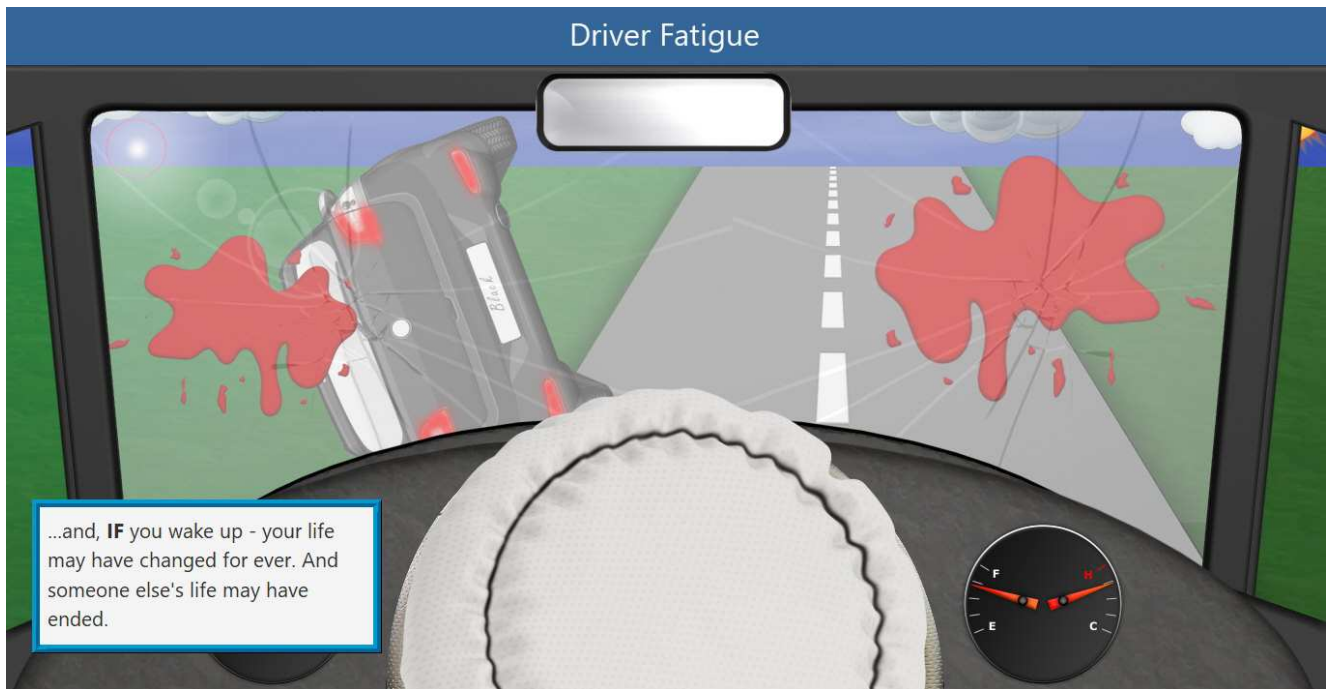 Driver Fatigue
Black
...and, IF you wake up - your life
may have changed for ever. And
someone else's life may have
ended.
F
H
E
C